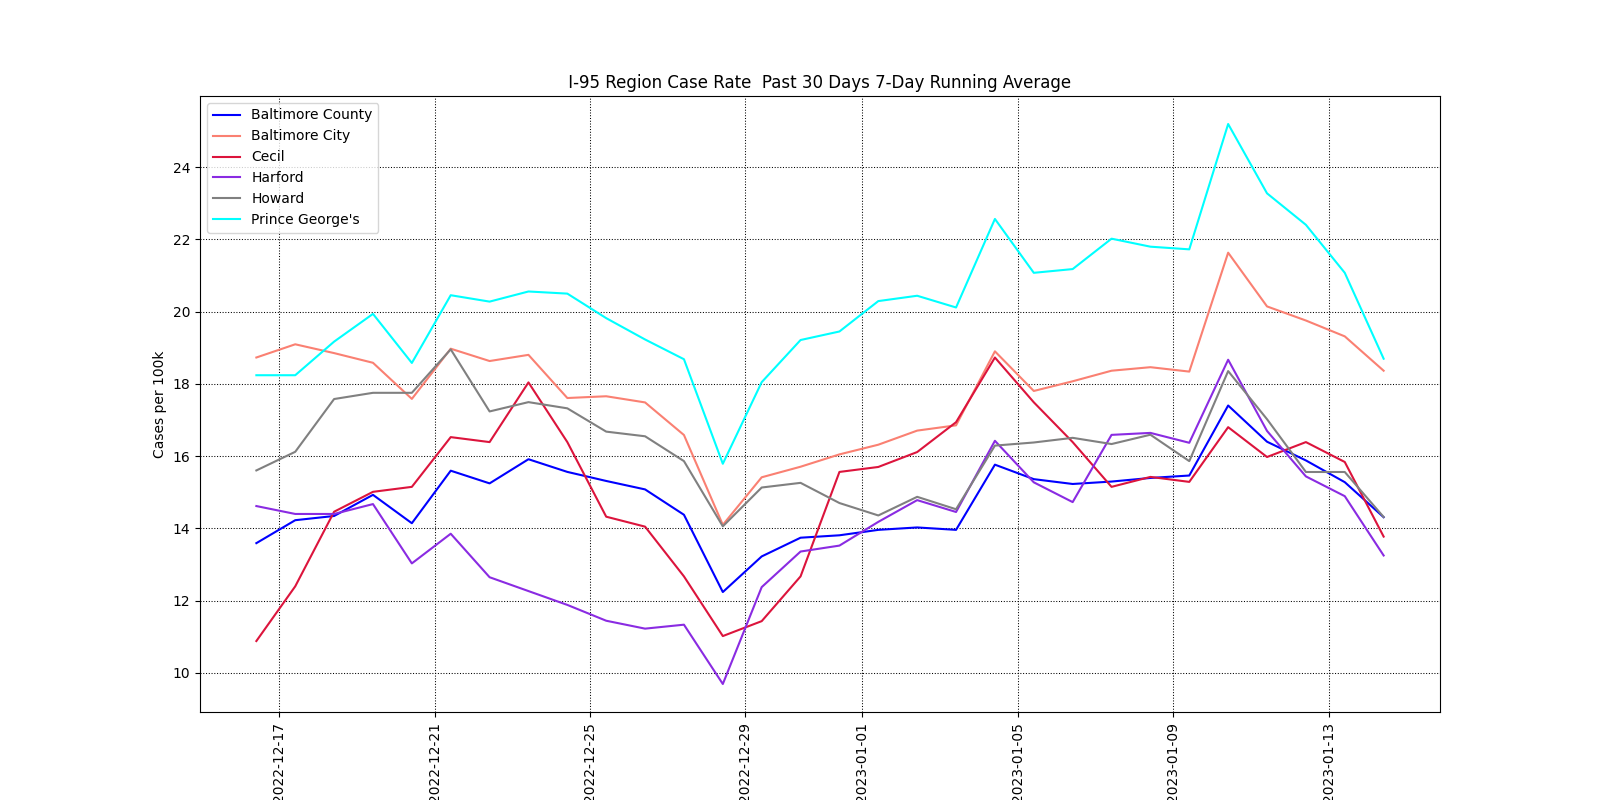 I-95 Region Case Rate  Past 30 Days 7-Day Running Average
Baltimore County
Baltimore City
Cecil
Harford
Howard
Prince George's
Cases per 100k
24
22
20
18
16
14
12
10
2022-12-17
2022-12-21
2022-12-25
2022-12-29
2023-01-01
2023-01-05
2023-01-09
2023-01-13